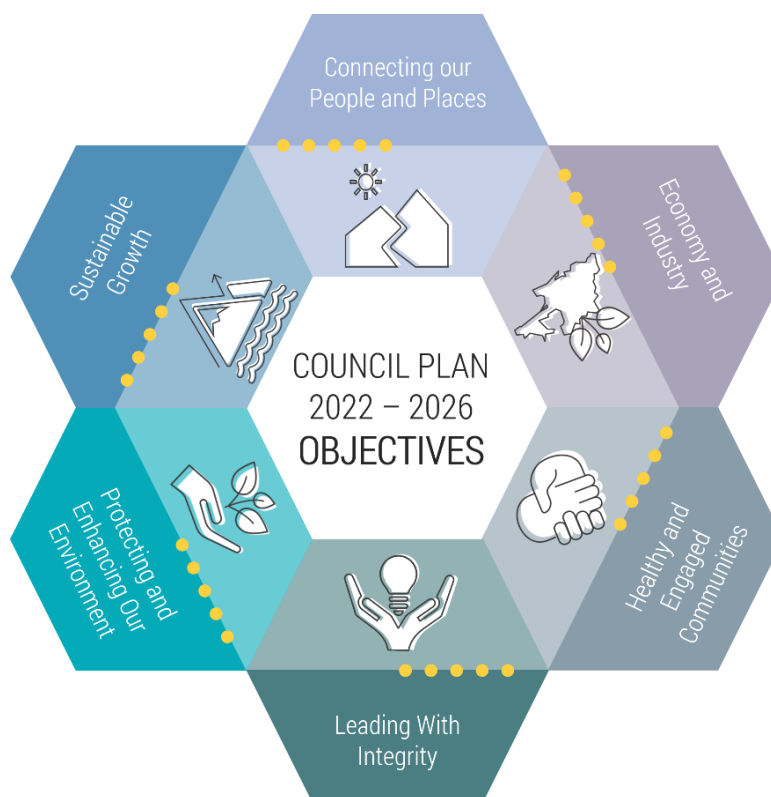 Connecting our
People and Places
Economy and
Industry
Healthy and
Engaged
Communities
Leading With
Integrity
Protecting and
Enhancing Our
Environment
Sustainable
Growth
COUNCIL PLAN
2022 – 2026
OBJECTIVES